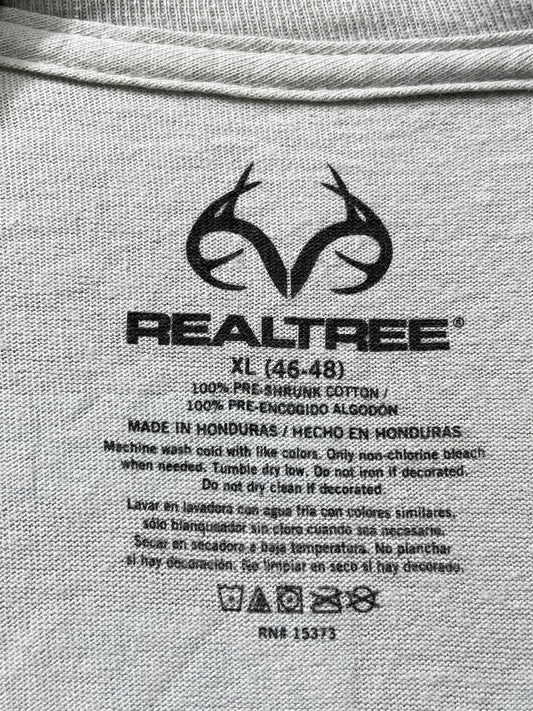 REALTREE®
XL (46-48)
100% PRE-SHRUNK COTTON /
100% PRE-ENCOGIDO ALGODÓN
MADE IN HONDURAS / HECHO EN HONDURAS
Machine wash cold with like colors. Only non-chlorine bleach
when needed. Tumble dry low. Do not iron if decorated.
Do not dry clean if decorated.
Lavar en lavadora con agua fria con colores similares,
sólo blanqueador sin cloro cuando sea necesario.
Secar en secadora a baja temperatura. No planchar
si hay decoración. No limpiar en seco si hay decorado.
RN# 15373